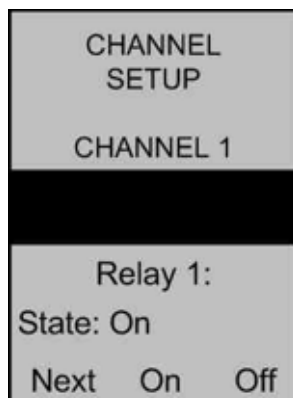 CHANNEL
SETUP
CHANNEL 1
Relay 1:
State: On
Next On Off